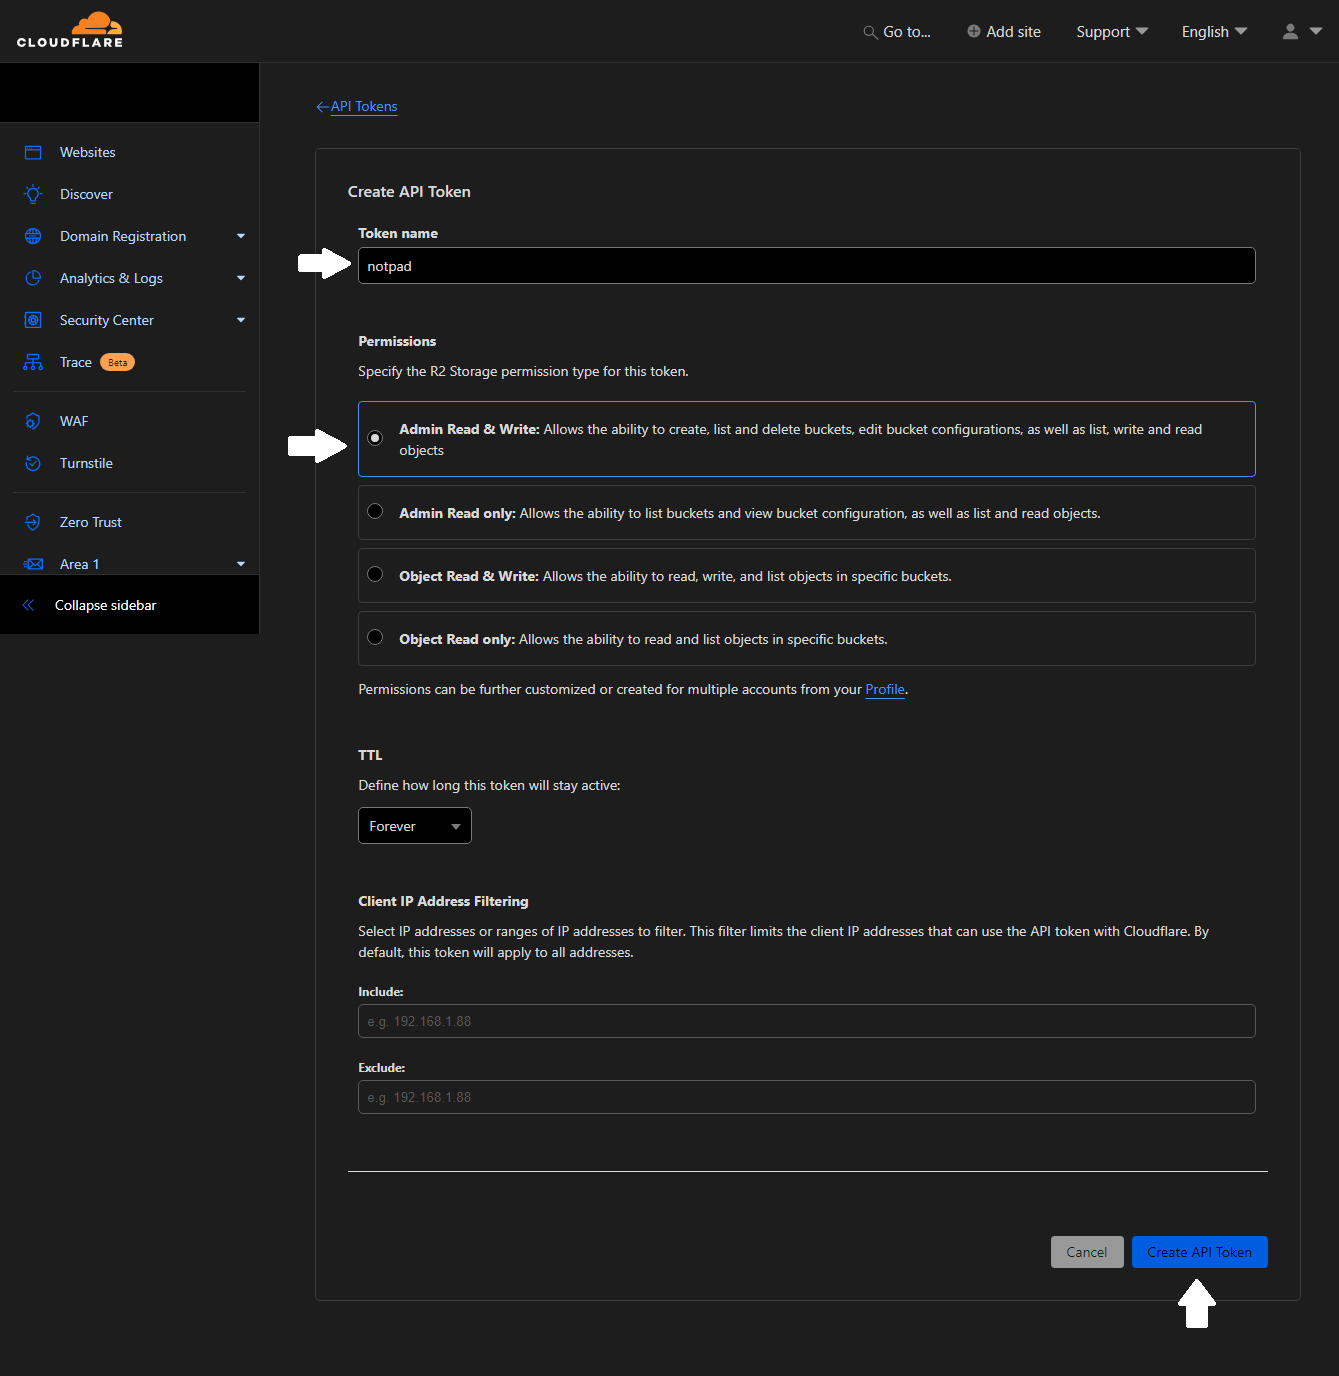 CLOUDFLARE
Go to...
Add site
Support
English
Websites
Discover
Domain Registration
Analytics & Logs
Security Center
Trace Beta
WAF
Turnstile
Zero Trust
Area 1
Collapse sidebar
API Tokens
Create API Token
Token name
notpad
Permissions
Specify the R2 Storage permission type for this token.
Admin Read & Write: Allows the ability to create, list and delete buckets, edit bucket configurations, as well as list, write and read
objects
Admin Read only: Allows the ability to list buckets and view bucket configuration, as well as list and read objects.
Object Read & Write: Allows the ability to read, write, and list objects in specific buckets.
Object Read only: Allows the ability to read and list objects in specific buckets.
Permissions can be further customized or created for multiple accounts from your Profile.
TTL
Define how long this token will stay active:
Forever
Client IP Address Filtering
Select IP addresses or ranges of IP addresses to filter. This filter limits the client IP addresses that can use the API token with Cloudflare. By
default, this token will apply to all addresses.
Include:
e.g. 192.168.1.88
Exclude:
e.g. 192.168.1.88
Cancel
Create API Token